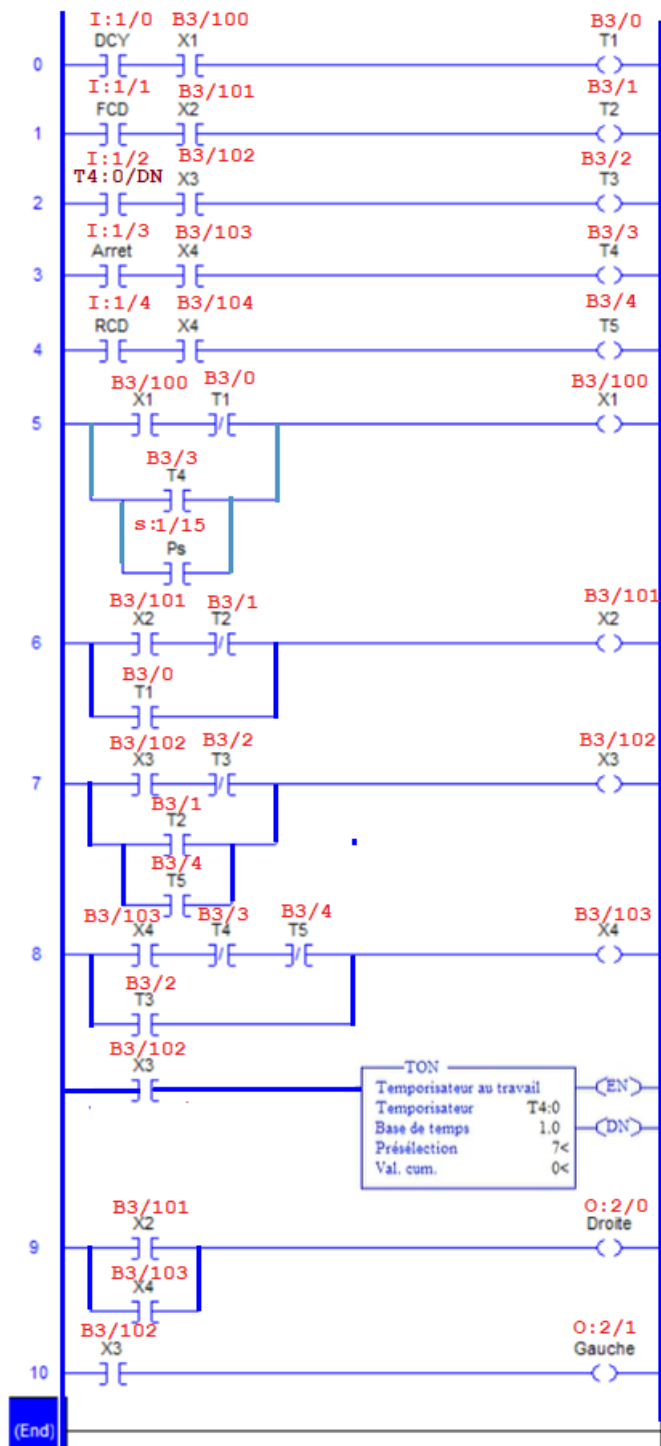 I:1/0 B3/100 B3/0
DCY X1 T1
0
I:1/1 B3/101 B3/1
FCD X2 T2
1
I:1/2 B3/102 B3/2
T4:0/DN X3 T3
2
I:1/3 B3/103 B3/3
Arret X4 T4
3
I:1/4 B3/104 B3/4
RCD X4 T5
4
B3/100 B3/0 B3/100
X1 T1 X1
5
B3/3
T4
s:1/15
Ps
B3/101 B3/1 B3/101
X2 T2 X2
6
B3/0
T1
B3/102 B3/2 B3/102
X3 T3 X3
7
B3/1
T2
B3/4
T5
B3/103 B3/3 B3/4 B3/103
X4 T4 T5 X4
8
B3/2
T3
B3/102
X3
TON
Temporisateur au travail EN
Temporisateur T4:0
Base de temps 1.0 DN
Présélection 7<
Val. cum. 0<
B3/101 O:2/0
X2 Droite
9
B3/103
X4
B3/102 O:2/1
X3 Gauche
10
(End)